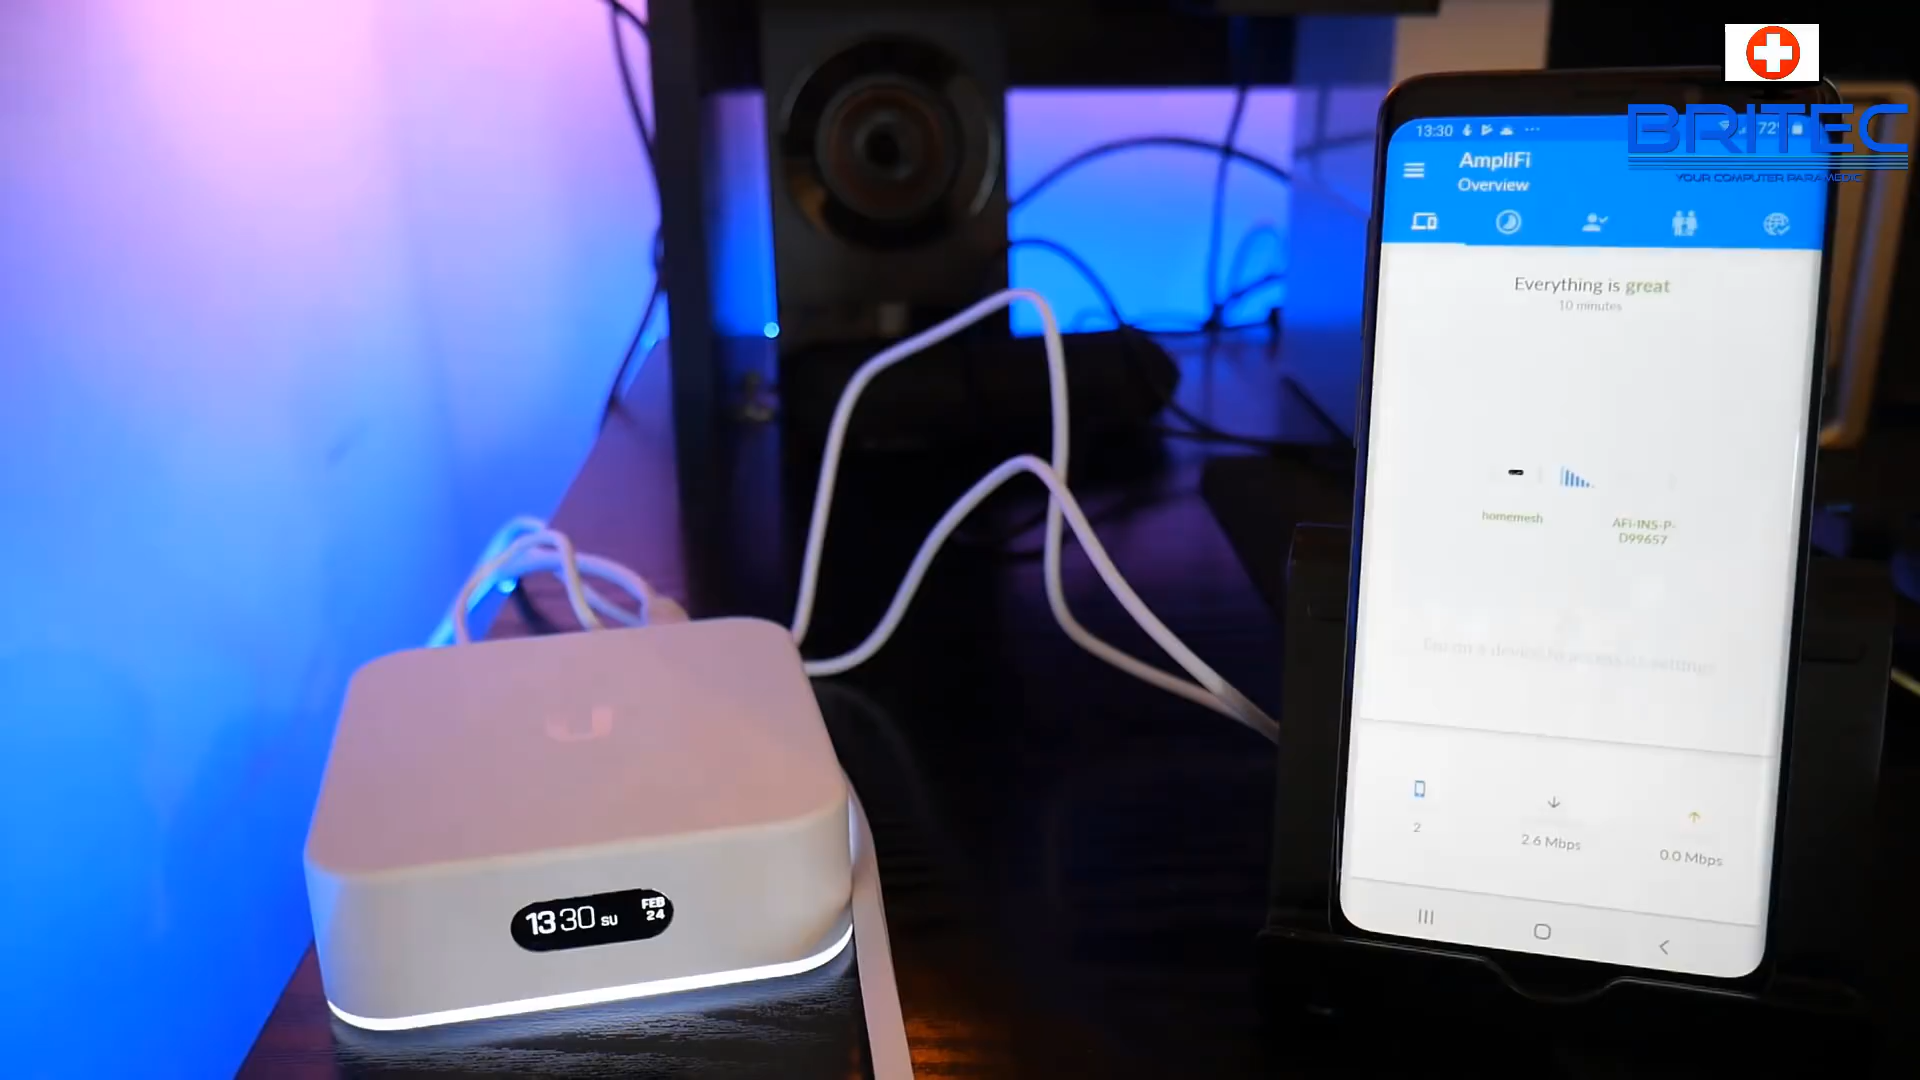 BRITEC
YOUR COMPUTER PARAMEDIC
13:30
72%
AmpliFi
Overview
Everything is great
10 minutes
homemesh
AFi-INS-P-
D99657
2
2.6 Mbps
0.0 Mbps
U
13 30 SU
FEB
24